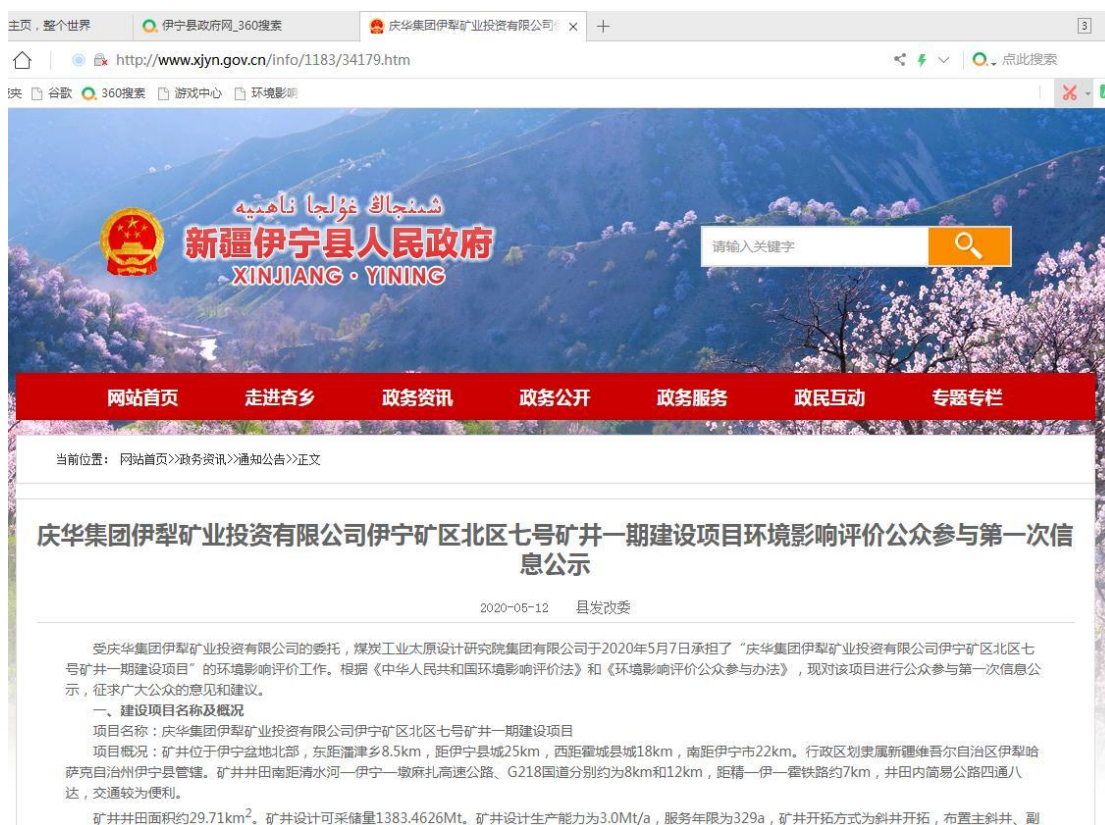 主页，整个世界
伊宁县政府网_360搜索
庆华集团伊犁矿业投资有限公司
3
http://www.xjyn.gov.cn/info/1183/34179.htm
点此搜索
谷歌 360搜索 游戏中心 环境影响
شىنجاڭ غۇلجا ناھىيە
新疆伊宁县人民政府
XINJIANG · YINING
请输入关键字
网站首页 走进杏乡 政务资讯 政务公开 政务服务 政民互动 专题专栏
当前位置： 网站首页>>政务资讯>>通知公告>>正文
庆华集团伊犁矿业投资有限公司伊宁矿区北区七号矿井一期建设项目环境影响评价公众参与第一次信
息公示
2020-05-12 县发改委
受庆华集团伊犁矿业投资有限公司的委托，煤炭工业太原设计研究院集团有限公司于2020年5月7日承担了“庆华集团伊犁矿业投资有限公司伊宁矿区北区七
号矿井一期建设项目”的环境影响评价工作。根据《中华人民共和国环境影响评价法》和《环境影响评价公众参与办法》，现对该项目进行公众参与第一次信息公
示，征求广大公众的意见和建议。
一、建设项目名称及概况
项目名称：庆华集团伊犁矿业投资有限公司伊宁矿区北区七号矿井一期建设项目
项目概况：矿井位于伊宁盆地北部，东距潘津乡8.5km，距伊宁县城25km，西距霍城县城18km，南距伊宁市22km。行政区划隶属新疆维吾尔自治区伊犁哈
萨克自治州伊宁县管辖。矿井井田南距清水河—伊宁—墩麻扎高速公路、G218国道分别约为8km和12km，距精—伊—霍铁路约7km，井田内简易公路四通八
达，交通较为便利。
矿井井田面积约29.71km²。矿井设计可采储量1383.4626Mt。矿井设计生产能力为3.0Mt/a，服务年限为329a，矿井开拓方式为斜井开拓，布置主斜井、副